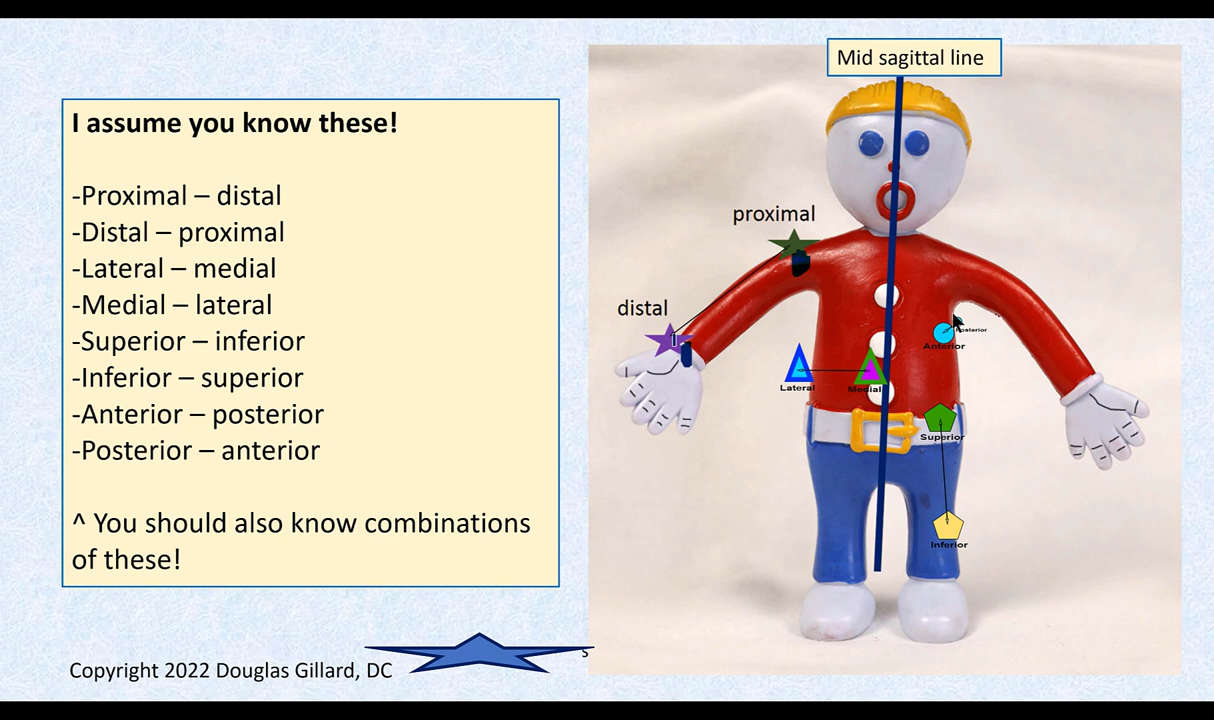 Mid sagittal line
I assume you know these!
-Proximal – distal
-Distal – proximal
-Lateral – medial
-Medial – lateral
-Superior – inferior
-Inferior – superior
-Anterior – posterior
-Posterior – anterior
^ You should also know combinations
of these!
proximal
distal
Posterior
Anterior
Lateral
Medial
Superior
Inferior
s
Copyright 2022 Douglas Gillard, DC